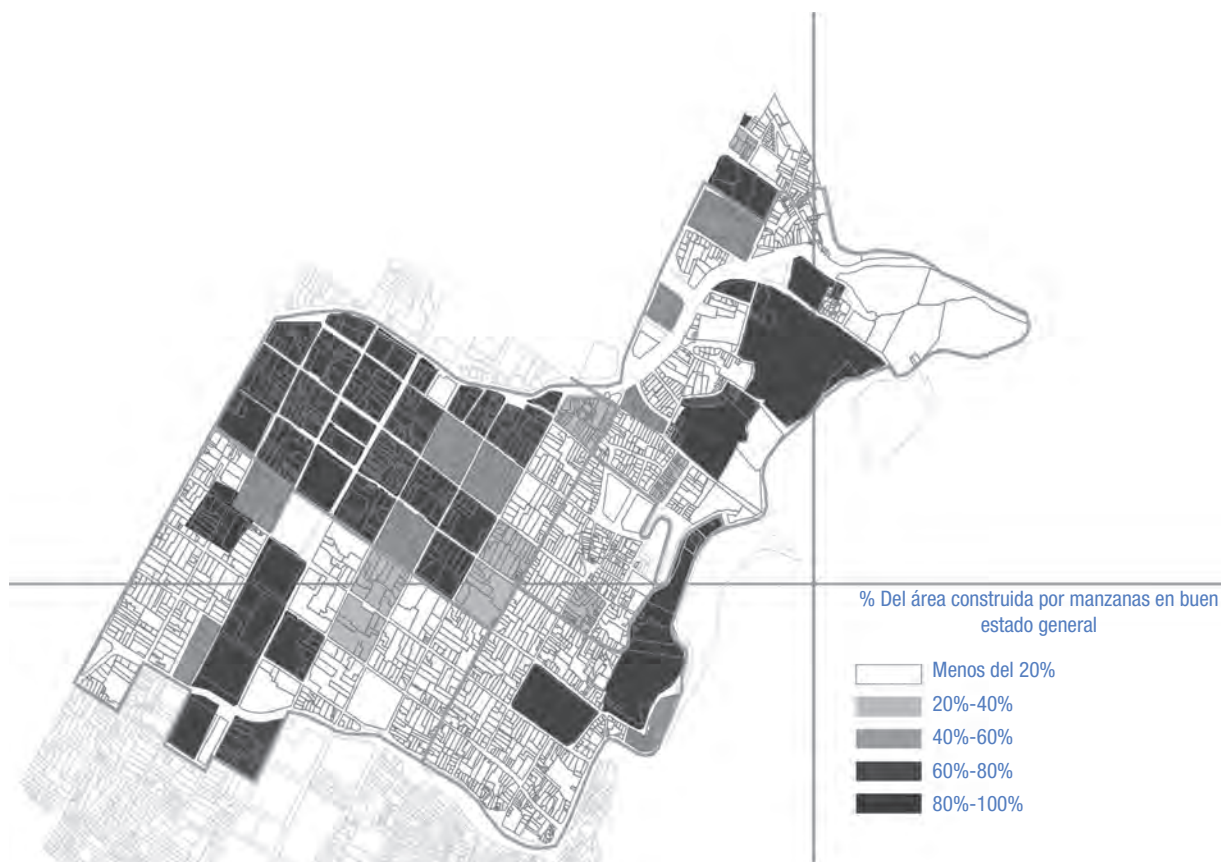 % Del área construida por manzanas en buen
estado general
Menos del 20%
20%-40%
40%-60%
60%-80%
80%-100%